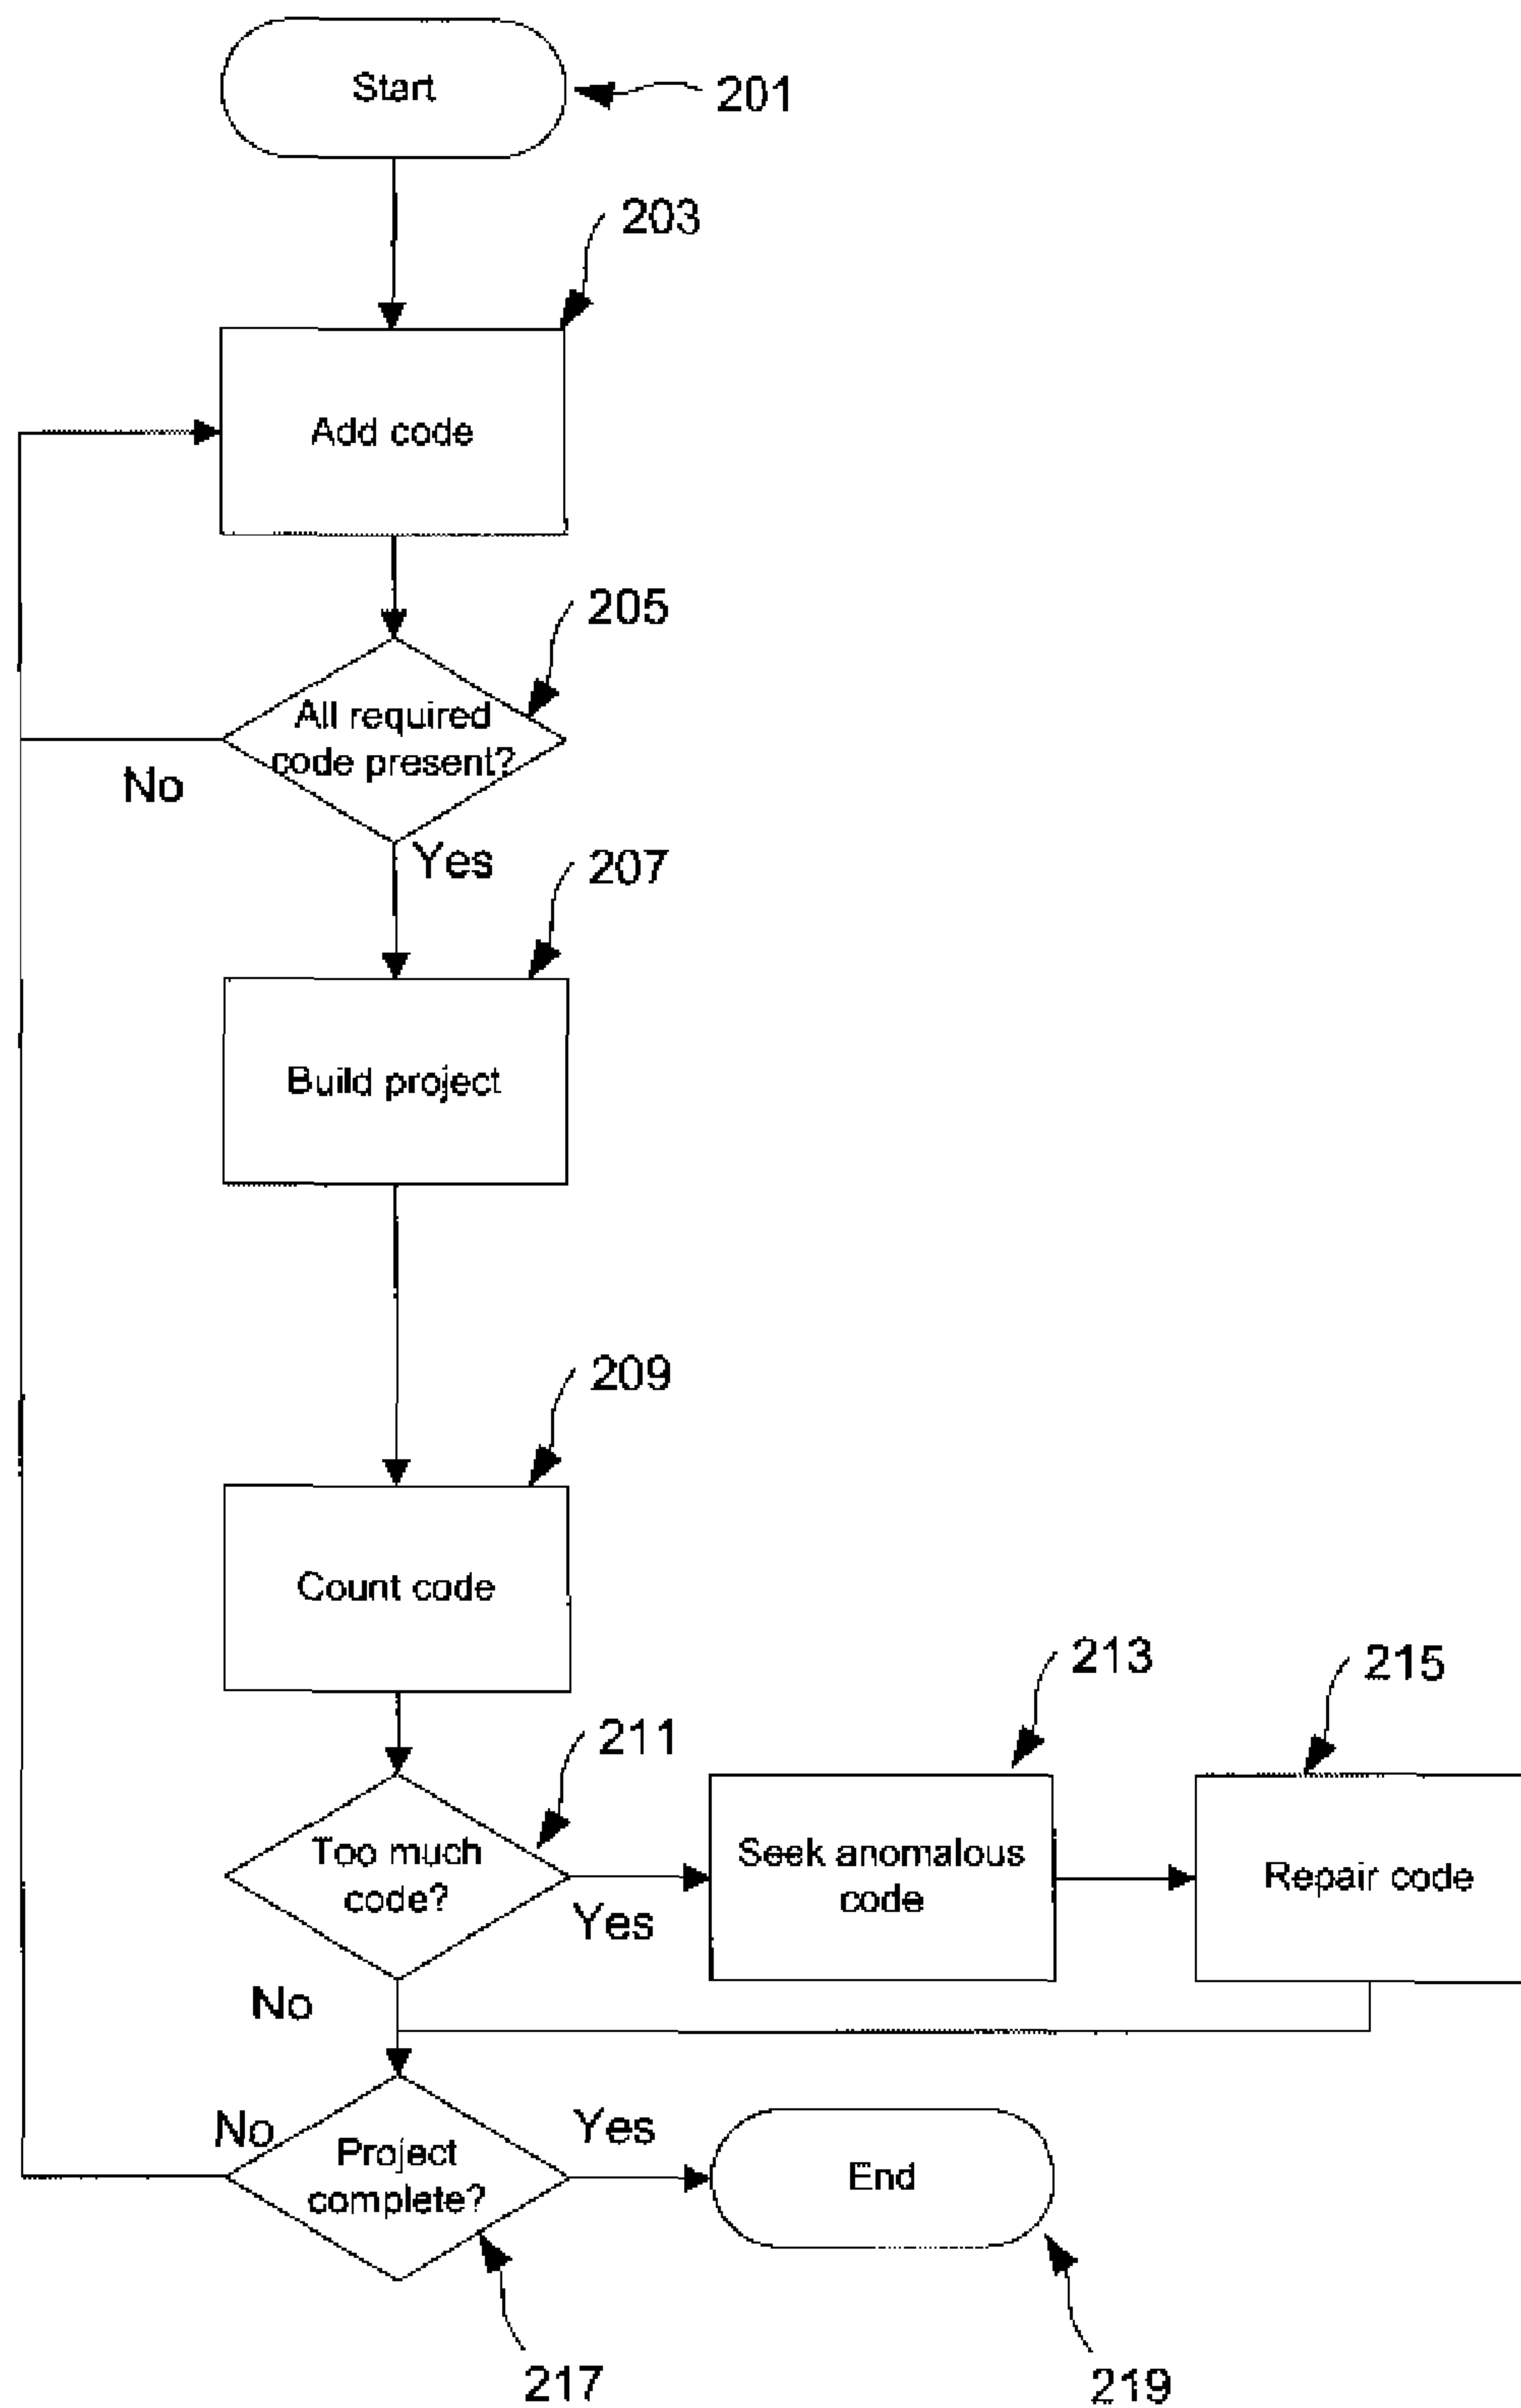 Start
201
203
Add code
205
All required
code present?
No
Yes
207
Build project
209
Count code
211
213
215
Too much
code?
Yes
Seek anomalous
code
Repair code
No
No
Project
complete?
Yes
End
217
219